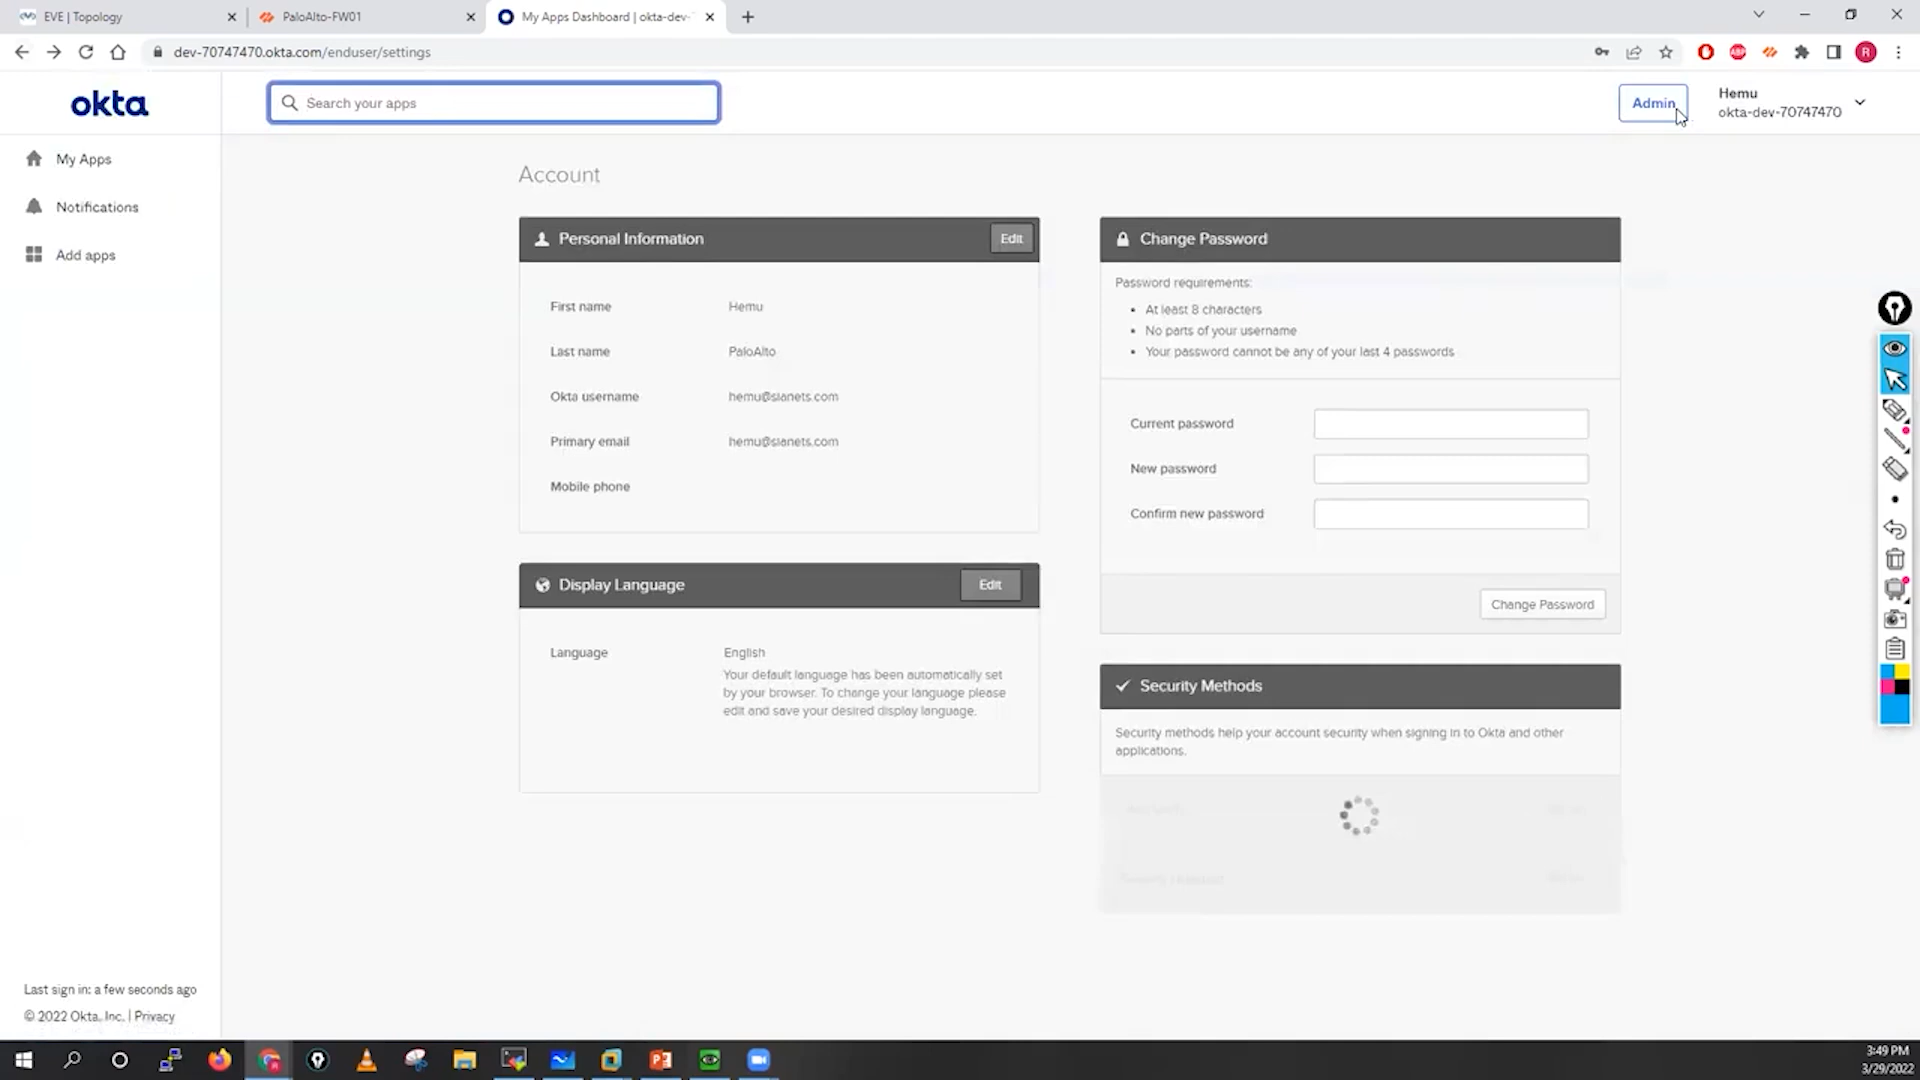 EVE | Topology
PaloAlto-FW01
My Apps Dashboard | okta-dev-
dev-70747470.okta.com/enduser/settings
ABP
R
okta
Search your apps
Admin
Hemu
okta-dev-70747470
My Apps
Notifications
Add apps
Account
Personal Information
Edit
First name
Hemu
Last name
PaloAlto
Okta username
hemu@sianets.com
Primary email
hemu@sianets.com
Mobile phone
Display Language
Edit
Language
English
Your default language has been automatically set
by your browser. To change your language please
edit and save your desired display language.
Change Password
Password requirements:
• At least 8 characters
• No parts of your username
• Your password cannot be any of your last 4 passwords
Current password
New password
Confirm new password
Change Password
Security Methods
Security methods help your account security when signing in to Okta and other
applications.
Last sign in: a few seconds ago
© 2022 Okta, Inc. | Privacy
3:49 PM
3/29/2022